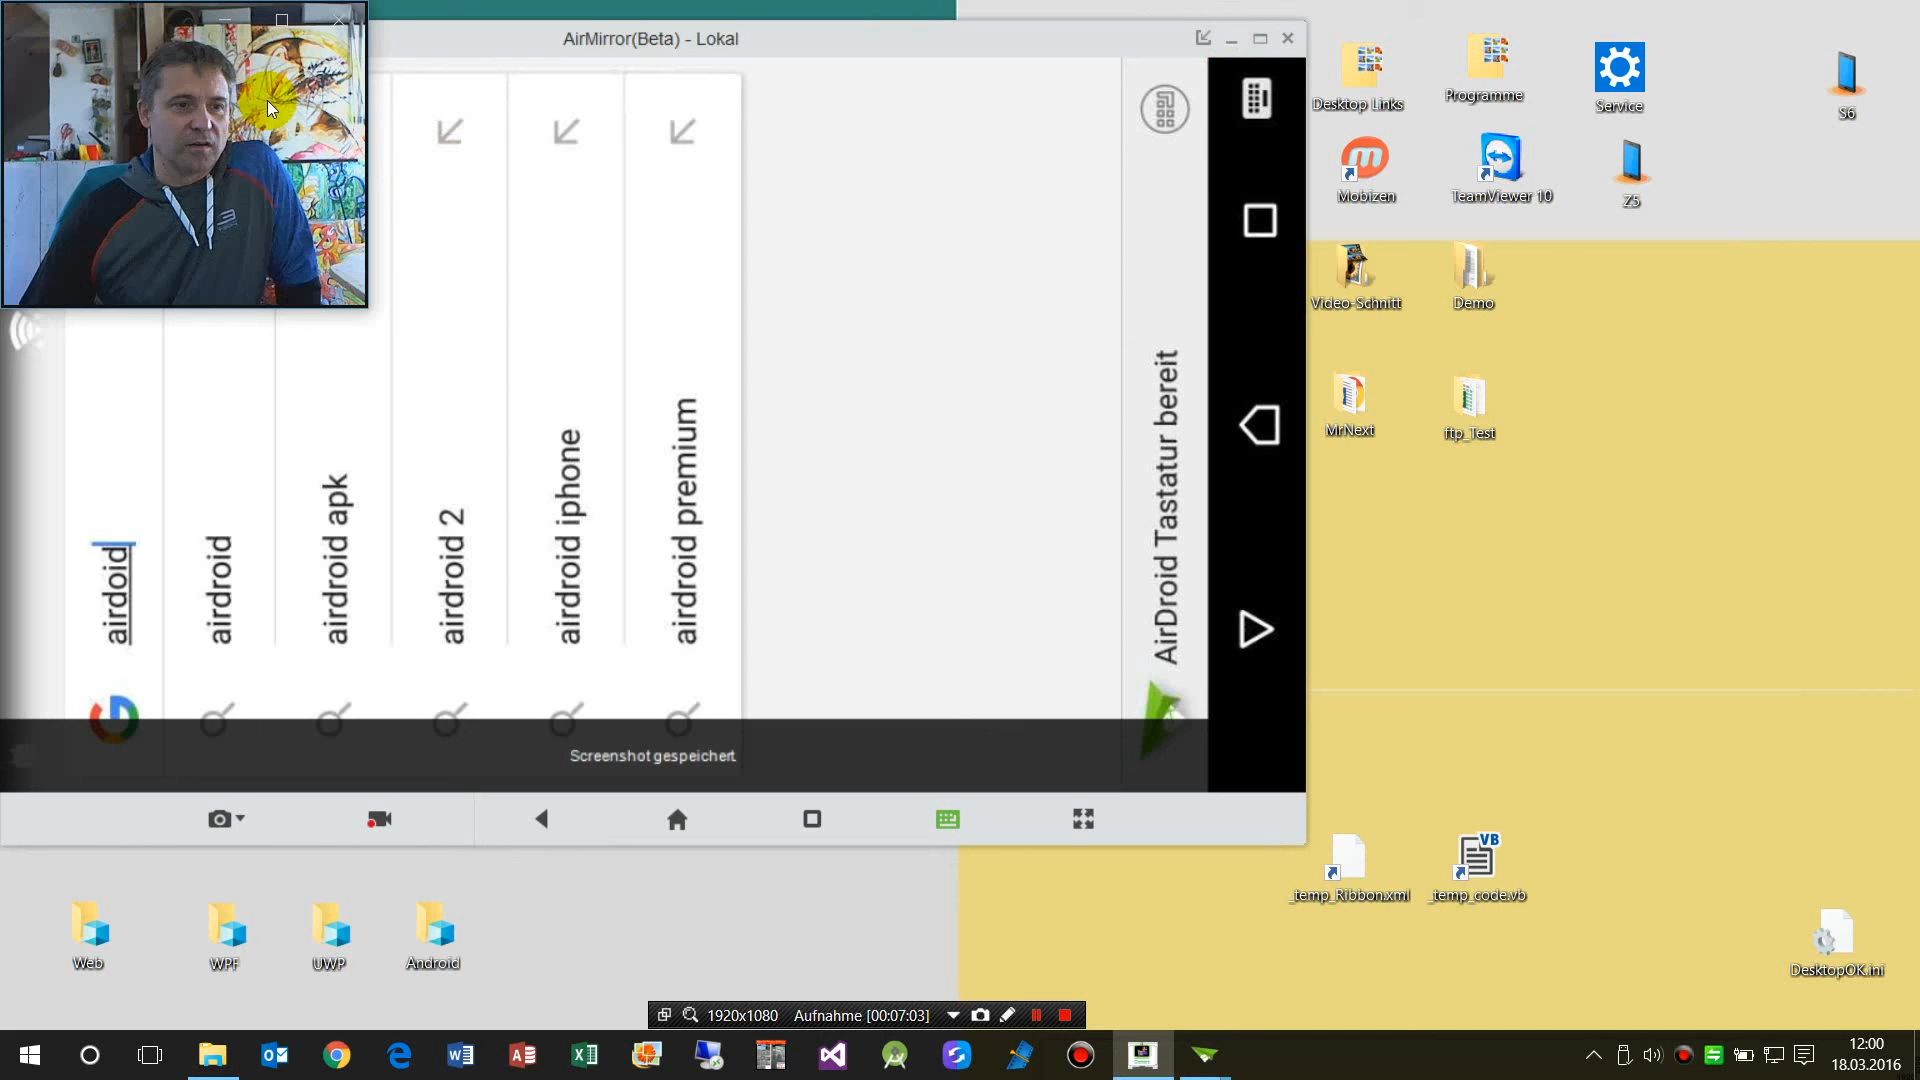 AirMirror(Beta) - Lokal
airdoid
airdroid
airdroid apk
airdroid 2
airdroid iphone
airdroid premium
AirDroid Tastatur bereit
Screenshot gespeichert
Desktop Links
Programme
Service
S6
Mobizen
TeamViewer 10
Z5
Video-Schnitt
Demo
MrNext
ftp_Test
_temp_Ribbon.xml
VB
_temp_code.vb
DesktopOK.ini
Web
WPF
UWP
Android
1920x1080 Aufnahme [00:07:03]
12:00
18.03.2016